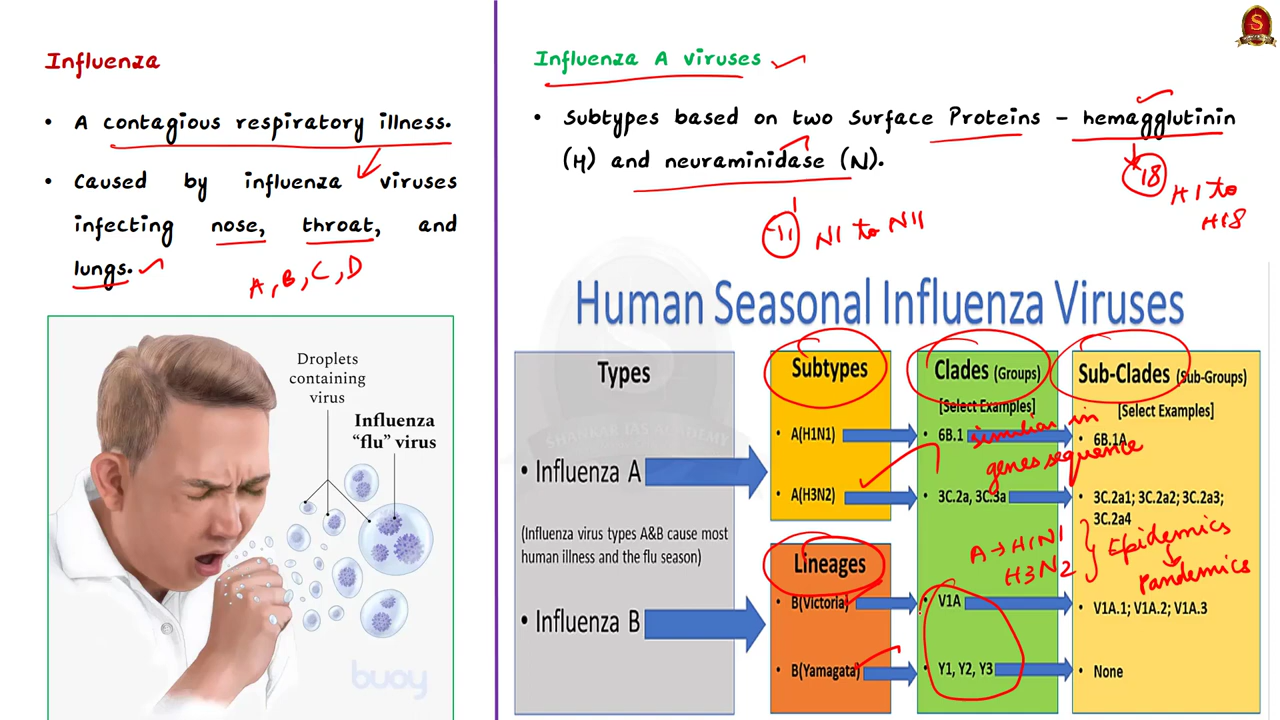 Influenza
• A contagious respiratory illness.
• Caused by influenza viruses
infecting nose, throat, and
lungs.
A, B, C, D
Droplets
containing
virus
Influenza
“flu” virus
buoy
Influenza A viruses
• Subtypes based on two Surface Proteins – hemagglutinin
(H) and neuraminidase (N).
18
H1 to
H18
11
N1 to N11
SHANKAR IAS ACADEMY
Human Seasonal Influenza Viruses
Types
• Influenza A
(Influenza virus types A&B cause most
human illness and the flu season)
• Influenza B
Subtypes
• A(H1N1)
• A(H3N2)
Lineages
• B(Victoria)
• B(Yamagata)
Clades (Groups)
[Select Examples]
• 6B.1
• 3C.2a, 3C.3a
• V1A
• Y1, Y2, Y3
Sub-Clades (Sub-Groups)
[Select Examples]
• 6B.1A
• 3C.2a1; 3C.2a2; 3C.2a3;
3C.2a4
• V1A.1; V1A.2; V1A.3
• None
similar in
genes sequence
A → H1N1
H3N2
Epidemics
Pandemics